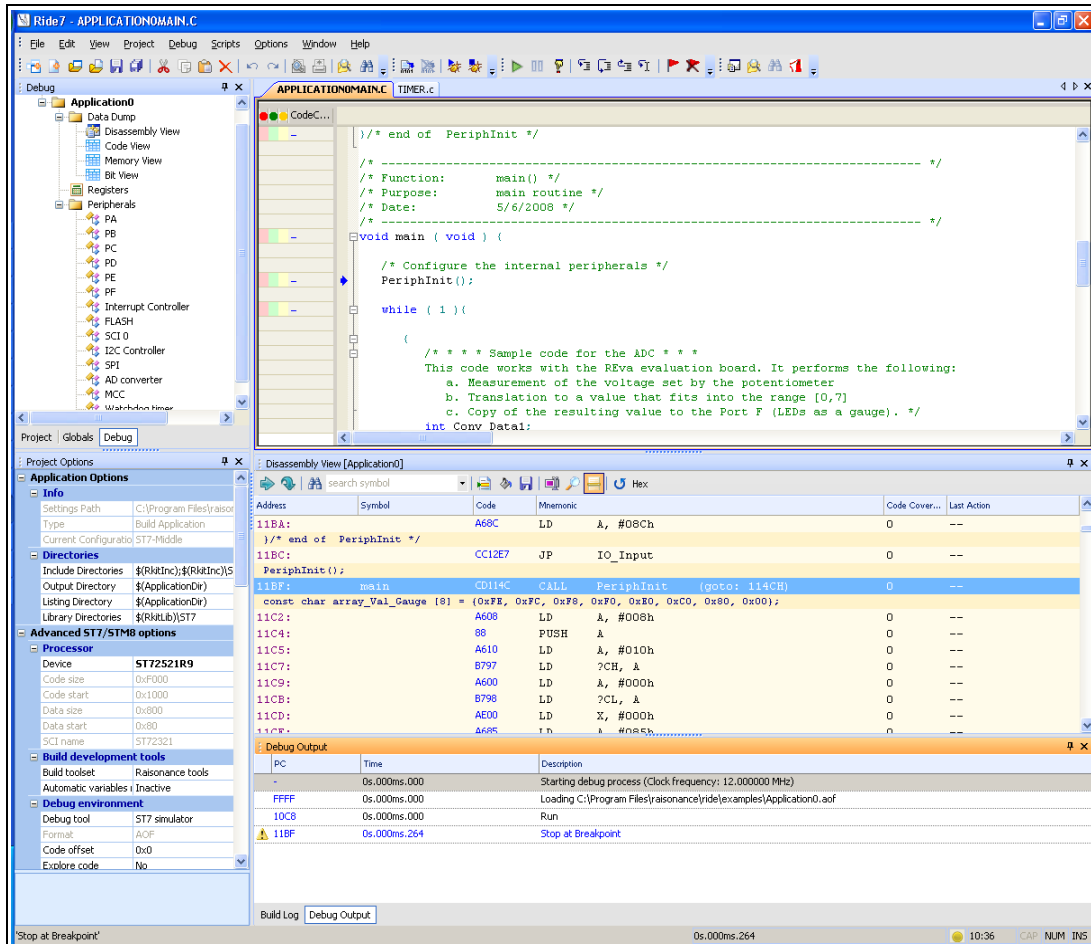 Ride7 - APPLICATION0MAIN.C
File Edit View Project Debug Scripts Options Window Help
Debug
Application0
Data Dump
Disassembly View
Code View
Memory View
Bit View
Registers
Peripherals
PA
PB
PC
PD
PE
PF
Interrupt Controller
FLASH
SCI 0
I2C Controller
SPI
AD converter
MCC
Watchdog timer
Project Globals Debug
APPLICATION0MAIN.C TIMER.c
CodeC...
}/* end of PeriphInit */
/* --------------------------------------------------------------------------- */
/* Function: main() */
/* Purpose: main routine */
/* Date: 5/6/2008 */
/* --------------------------------------------------------------------------- */
void main ( void ) {
/* Configure the internal peripherals */
PeriphInit();
while ( 1 ){
{
/* * * * Sample code for the ADC * * *
This code works with the REva evaluation board. It performs the following:
a. Measurement of the voltage set by the potentiometer
b. Translation to a value that fits into the range [0,7]
c. Copy of the resulting value to the Port F (LEDs as a gauge). */
int Conv_Data1;
Project Options
Application Options
Info
Settings Path C:\Program Files\raisor
Type Build Application
Current Configuratio ST7-Middle
Directories
Include Directories $(RkitInc);$(RkitInc)\S
Output Directory $(ApplicationDir)
Listing Directory $(ApplicationDir)
Library Directories $(RkitLib)\ST7
Advanced ST7/STM8 options
Processor
Device ST72521R9
Code size 0xF000
Code start 0x1000
Data size 0x800
Data start 0x80
SCI name ST72321
Build development tools
Build toolset Raisonance tools
Automatic variables i Inactive
Debug environment
Debug tool ST7 simulator
Format AOF
Code offset 0x0
Explore code No
Disassembly View [Application0]
search symbol Hex
Address Symbol Code Mnemonic Code Cover... Last Action
11BA: A68C LD A, #08Ch 0 --
}/* end of PeriphInit */
11BC: CC12E7 JP IO_Input 0 --
PeriphInit();
11BF: main CD114C CALL PeriphInit (goto: 114CH) 0 --
const char array_Val_Gauge [8] = {0xFE, 0xFC, 0xF8, 0xF0, 0xE0, 0xC0, 0x80, 0x00};
11C2: A608 LD A, #008h 0 --
11C4: 88 PUSH A 0 --
11C5: A610 LD A, #010h 0 --
11C7: B797 LD ?CH, A 0 --
11C9: A600 LD A, #000h 0 --
11CB: B798 LD ?CL, A 0 --
11CD: AE00 LD X, #000h 0 --
11CF: A685 LD A, #085h 0 --
Debug Output
PC Time Description
- 0s.000ms.000 Starting debug process (Clock frequency: 12.000000 MHz)
FFFF 0s.000ms.000 Loading C:\Program Files\raisonance\ride\examples\Application0.aof
10C8 0s.000ms.000 Run
11BF 0s.000ms.264 Stop at Breakpoint
Build Log Debug Output
'Stop at Breakpoint' 0s.000ms.264 10:36 CAP NUM INS